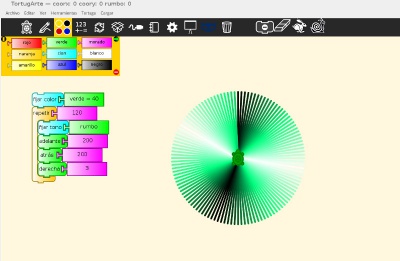 TortugArte — coorx: 0 coory: 0 rumbo: 0
Archivo Editar Ver Herramientas Tortuga Cargar
123
rojo verde morado
naranja cian blanco
amarillo azul negro
fijar color verde = 40
repetir 120
fijar tono rumbo
adelante 200
atrás 200
derecha 3